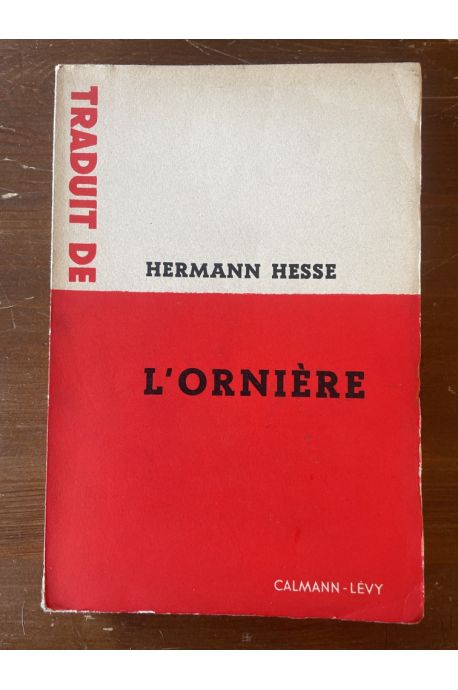 TRADUIT DE
HERMANN HESSE
L'ORNIÈRE
CALMANN-LÉVY